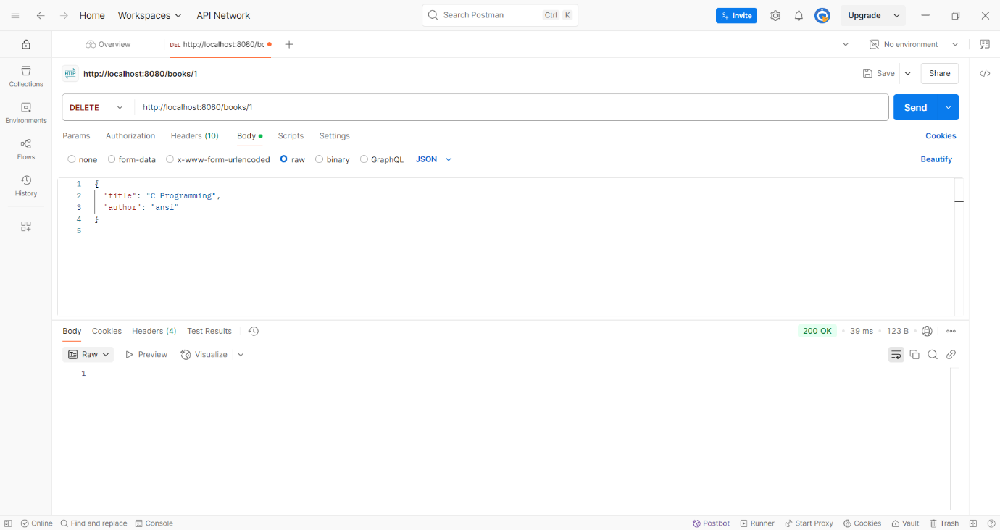 Home Workspaces API Network Search Postman Ctrl K Invite Upgrade
Overview DEL http://localhost:8080/bc No environment
HTTP http://localhost:8080/books/1 Save Share
DELETE http://localhost:8080/books/1 Send
Params Authorization Headers (10) Body Scripts Settings Cookies
none form-data x-www-form-urlencoded raw binary GraphQL JSON Beautify
Collections
Environments
Flows
History
1 {
2 "title": "C Programming",
3 "author": "ansi"
4 }
5
Body Cookies Headers (4) Test Results 200 OK 39 ms 123 B
Raw Preview Visualize
1
Online Find and replace Console Postbot Runner Start Proxy Cookies Vault Trash